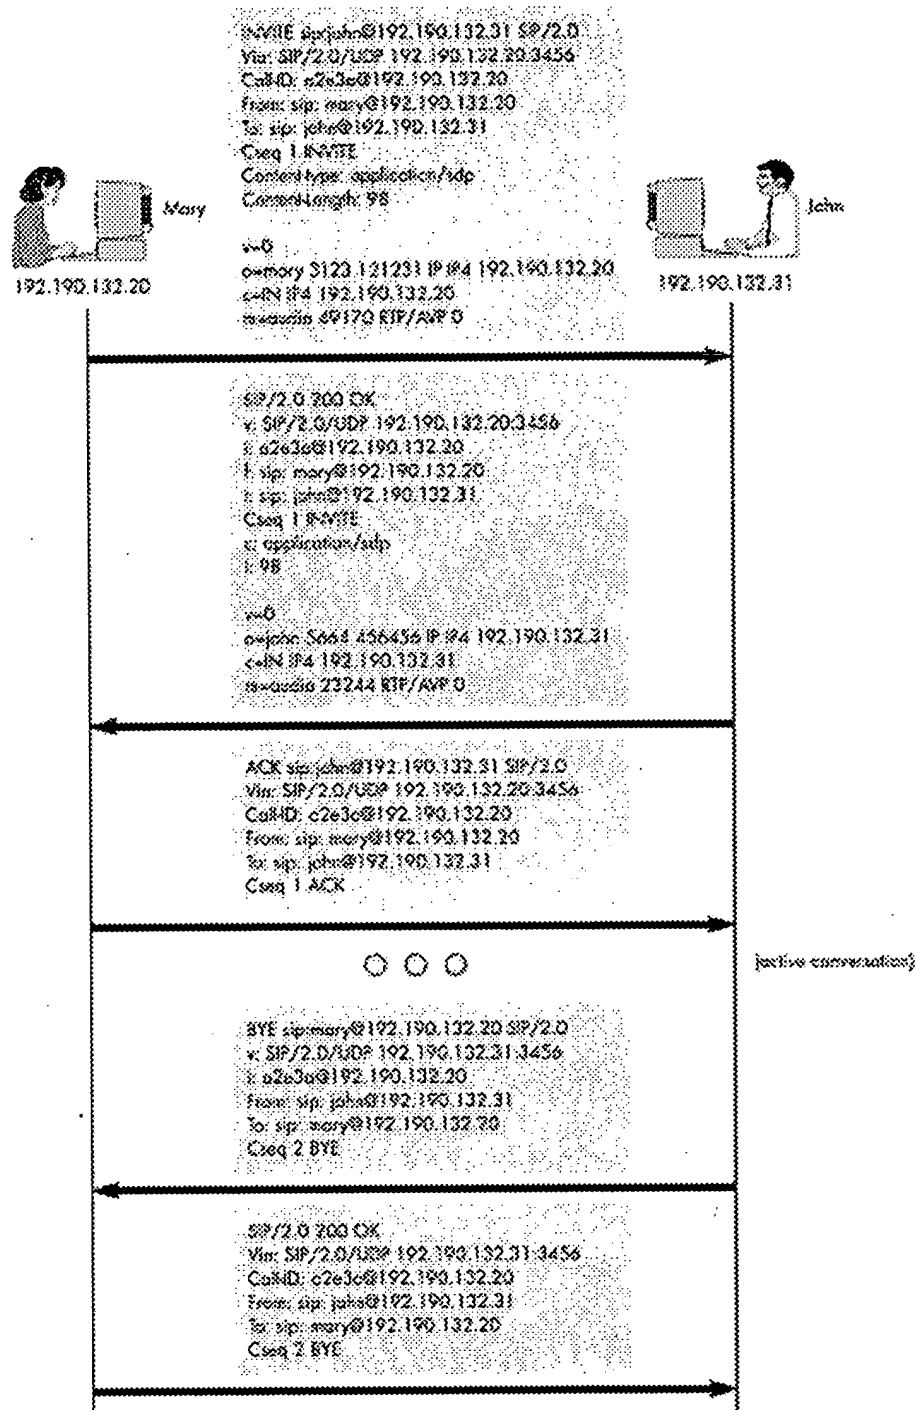 INVITE sip:john@192.190.132.31 SIP/2.0
Via: SIP/2.0/UDP 192.190.132.20:3456
Call-ID: a2e3a@192.190.132.20
From: sip: mary@192.190.132.20
To: sip: john@192.190.132.31
Cseq 1 INVITE
Content-type: application/sdp
Content-Length: 98
v=0
o=mary 3123 121231 IP IP4 192.190.132.20
c=IN IP4 192.190.132.20
m=audio 49170 RTP/AVP 0
Mary
192.190.132.20
John
192.190.132.31
SIP/2.0 200 OK
v: SIP/2.0/UDP 192.190.132.20:3456
i: a2e3a@192.190.132.20
f: sip: mary@192.190.132.20
t: sip: john@192.190.132.31
Cseq 1 INVITE
c: application/sdp
l: 98
v=0
o=john 5664 456456 IP IP4 192.190.132.31
c=IN IP4 192.190.132.31
m=audio 23244 RTP/AVP 0
ACK sip:john@192.190.132.31 SIP/2.0
Via: SIP/2.0/UDP 192.190.132.20:3456
Call-ID: a2e3a@192.190.132.20
From: sip: mary@192.190.132.20
To: sip: john@192.190.132.31
Cseq 1 ACK
(active conversation)
BYE sip:mary@192.190.132.20 SIP/2.0
v: SIP/2.0/UDP 192.190.132.31:3456
i: a2e3a@192.190.132.20
From: sip: john@192.190.132.31
To: sip: mary@192.190.132.20
Cseq 2 BYE
SIP/2.0 200 OK
Via: SIP/2.0/UDP 192.190.132.31:3456
Call-ID: a2e3a@192.190.132.20
From: sip: john@192.190.132.31
To: sip: mary@192.190.132.20
Cseq 2 BYE